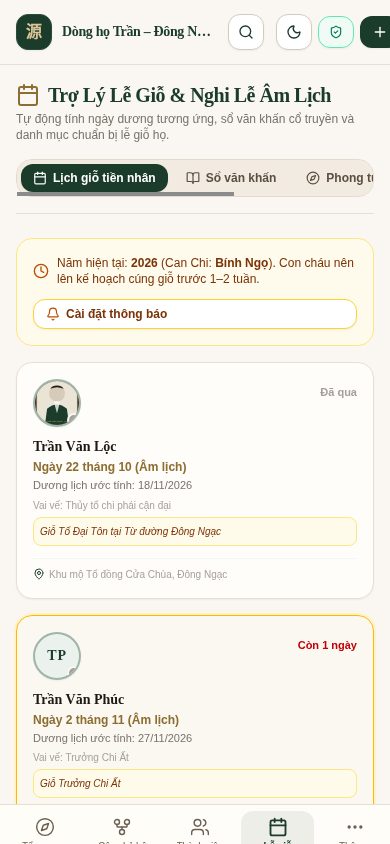 源
Dòng họ Trần – Đông N...
Trợ Lý Lễ Giỗ & Nghi Lễ Âm Lịch
Tự động tính ngày dương tương ứng, sổ văn khấn cổ truyền và
danh mục chuẩn bị lễ giỗ họ.
Lịch giỗ tiền nhân
Sổ văn khấn
Phong
Năm hiện tại: 2026 (Can Chi: Bính Ngọ). Con cháu nên
lên kế hoạch cúng giỗ trước 1–2 tuần.
Cài đặt thông báo
Đã qua
Trần Văn Lộc
Ngày 22 tháng 10 (Âm lịch)
Dương lịch ước tính: 18/11/2026
Vai vế: Thủy tổ chi phái cận đại
Giỗ Tổ Đại Tôn tại Từ đường Đông Ngạc
Khu mộ Tổ đồng Cửa Chùa, Đông Ngạc
TP
Còn 1 ngày
Trần Văn Phúc
Ngày 2 tháng 11 (Âm lịch)
Dương lịch ước tính: 27/11/2026
Vai vế: Trưởng Chi Ất
Giỗ Trưởng Chi Ất